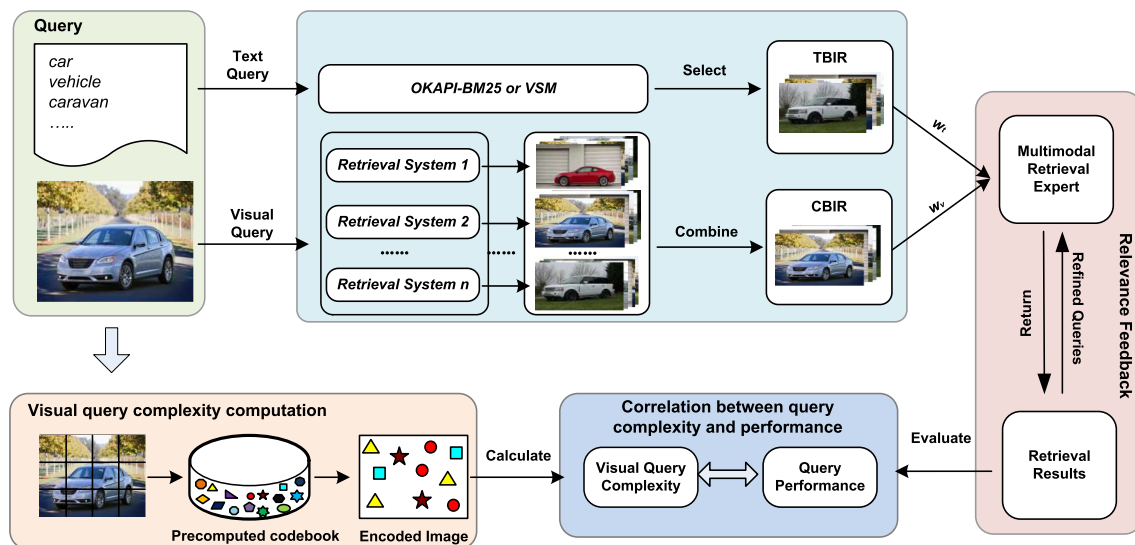 Query
car
vehicle
caravan
.....
Text
Query
Visual
Query
OKAPI-BM25 or VSM
Retrieval System 1
Retrieval System 2
......
Retrieval System n
......
......
Select
Combine
TBIR
CBIR
wt
wv
Multimodal
Retrieval
Expert
Return
Refined Queries
Relevance Feedback
Retrieval
Results
Evaluate
Visual query complexity computation
Precomputed codebook
Encoded Image
Calculate
Correlation between query
complexity and performance
Visual Query
Complexity
Query
Performance